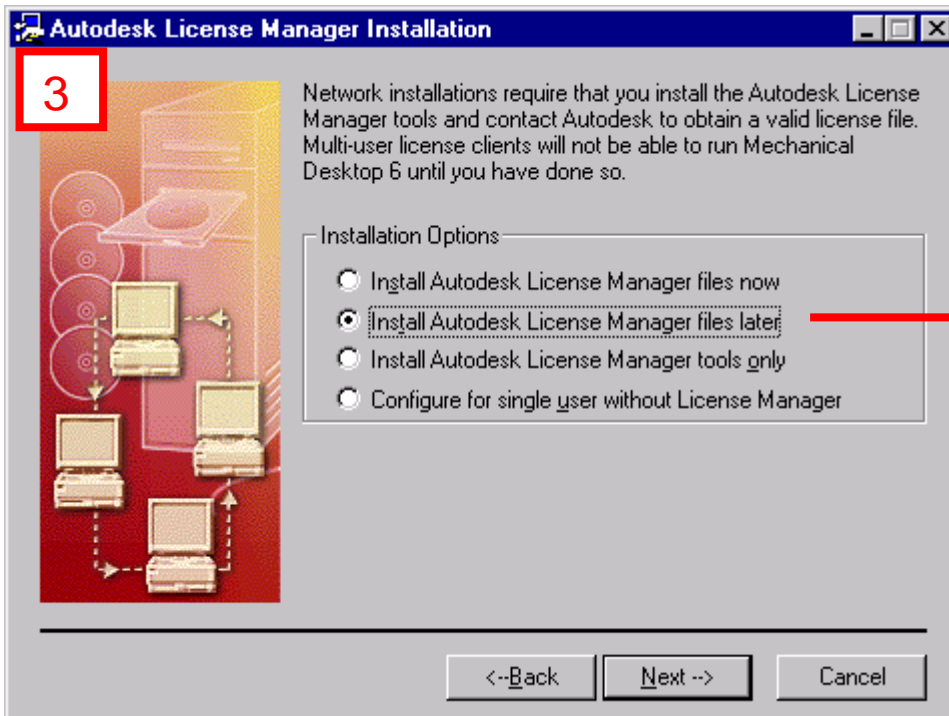 Autodesk License Manager Installation
3
Network installations require that you install the Autodesk License
Manager tools and contact Autodesk to obtain a valid license file.
Multi-user license clients will not be able to run Mechanical
Desktop 6 until you have done so.
Installation Options
Install Autodesk License Manager files now
Install Autodesk License Manager files later
Install Autodesk License Manager tools only
Configure for single user without License Manager
<--Back
Next -->
Cancel